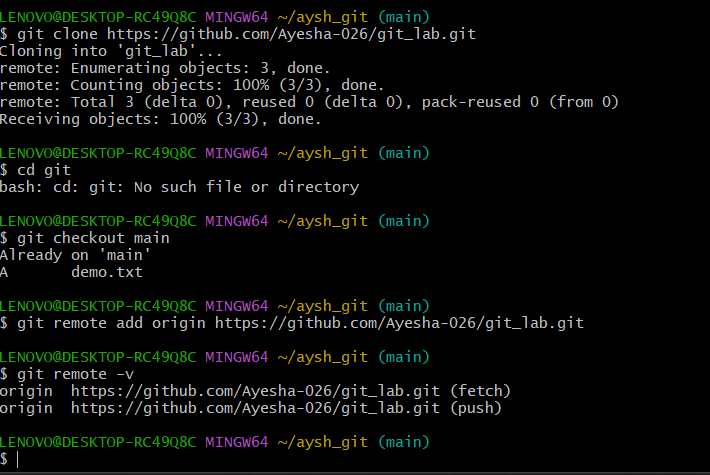 LENOVO@DESKTOP-RC49Q8C MINGW64 ~/aysh_git (main)
$ git clone https://github.com/Ayesha-026/git_lab.git
Cloning into 'git_lab'...
remote: Enumerating objects: 3, done.
remote: Counting objects: 100% (3/3), done.
remote: Total 3 (delta 0), reused 0 (delta 0), pack-reused 0 (from 0)
Receiving objects: 100% (3/3), done.
LENOVO@DESKTOP-RC49Q8C MINGW64 ~/aysh_git (main)
$ cd git
bash: cd: git: No such file or directory
LENOVO@DESKTOP-RC49Q8C MINGW64 ~/aysh_git (main)
$ git checkout main
Already on 'main'
A       demo.txt
LENOVO@DESKTOP-RC49Q8C MINGW64 ~/aysh_git (main)
$ git remote add origin https://github.com/Ayesha-026/git_lab.git
LENOVO@DESKTOP-RC49Q8C MINGW64 ~/aysh_git (main)
$ git remote -v
origin  https://github.com/Ayesha-026/git_lab.git (fetch)
origin  https://github.com/Ayesha-026/git_lab.git (push)
LENOVO@DESKTOP-RC49Q8C MINGW64 ~/aysh_git (main)
$